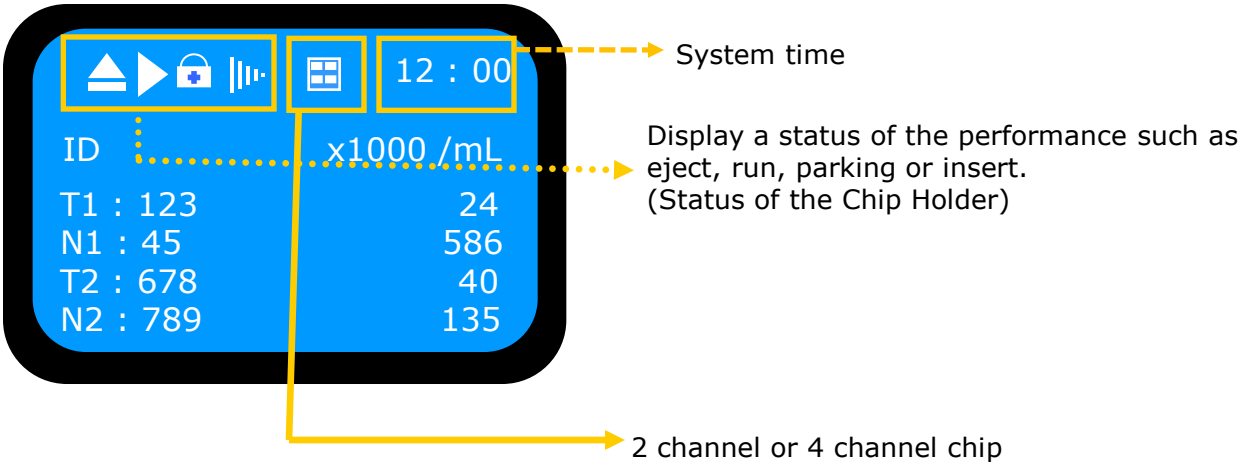 12 : 00
System time
ID x1000 /mL
Display a status of the performance such as
eject, run, parking or insert.
(Status of the Chip Holder)
T1 : 123 24
N1 : 45 586
T2 : 678 40
N2 : 789 135
2 channel or 4 channel chip